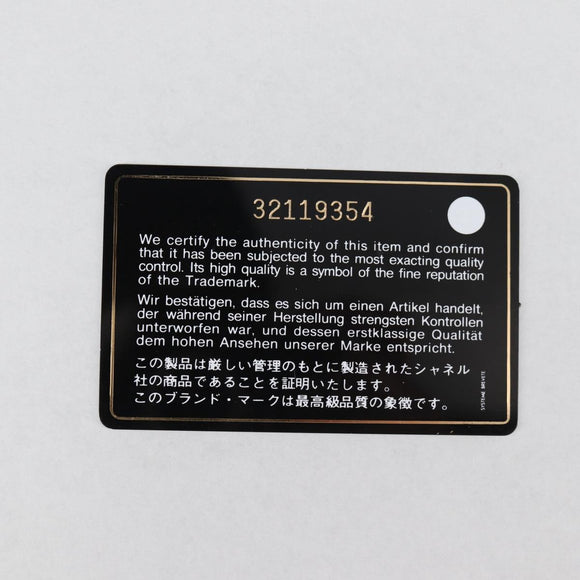 32119354
We certify the authenticity of this item and confirm
that it has been subjected to the most exacting quality
control. Its high quality is a symbol of the fine reputation
of the Trademark.
Wir bestätigen, dass es sich um einen Artikel handelt,
der während seiner Herstellung strengsten Kontrollen
unterworfen war, und dessen erstklassige Qualität
dem hohen Ansehen unserer Marke entspricht.
この製品は厳しい管理のもとに製造されたシャネル
社の商品であることを証明いたします。
このブランド・マークは最高級品質の象徴です。
SYSTEME BREVETE